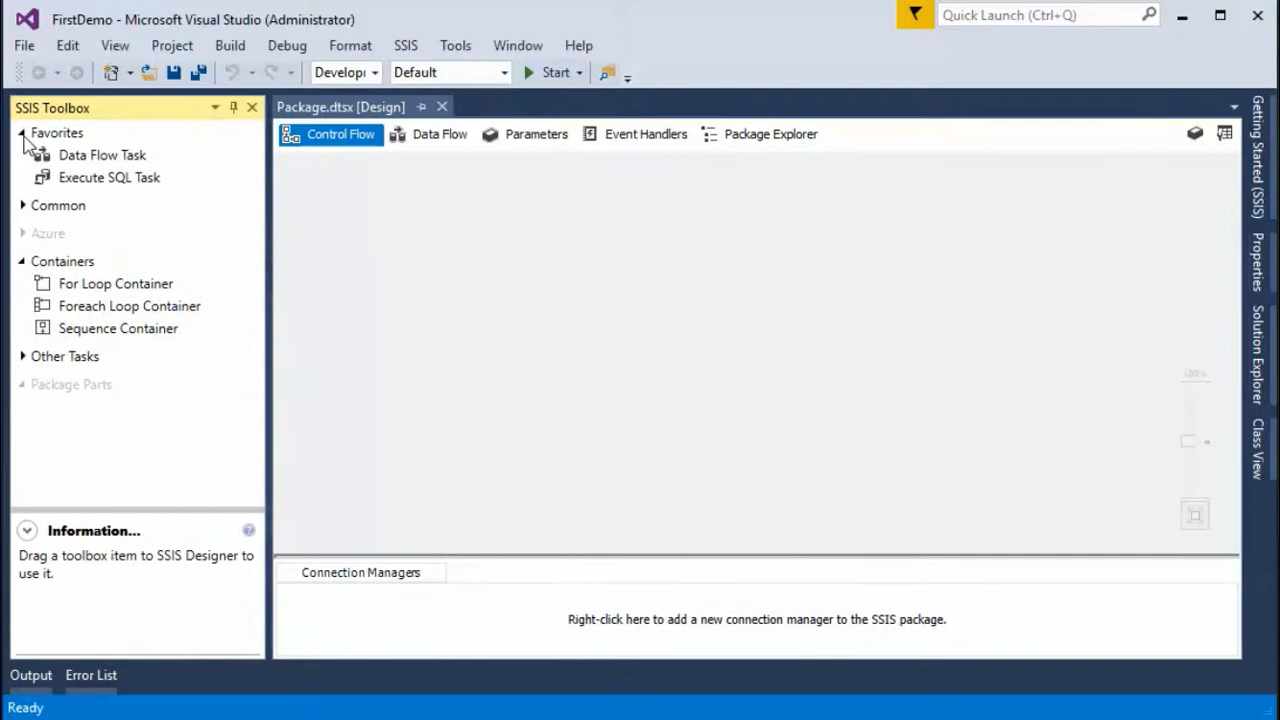 FirstDemo - Microsoft Visual Studio (Administrator)
Quick Launch (Ctrl+Q)
File Edit View Project Build Debug Format SSIS Tools Window Help
Developi Default Start
SSIS Toolbox
Package.dtsx [Design]
Control Flow Data Flow Parameters Event Handlers Package Explorer
Favorites
Data Flow Task
Execute SQL Task
Common
Azure
Containers
For Loop Container
Foreach Loop Container
Sequence Container
Other Tasks
Package Parts
Information...
Drag a toolbox item to SSIS Designer to
use it.
100%
Connection Managers
Right-click here to add a new connection manager to the SSIS package.
Getting Started (SSIS)
Properties
Solution Explorer
Class View
Output Error List
Ready